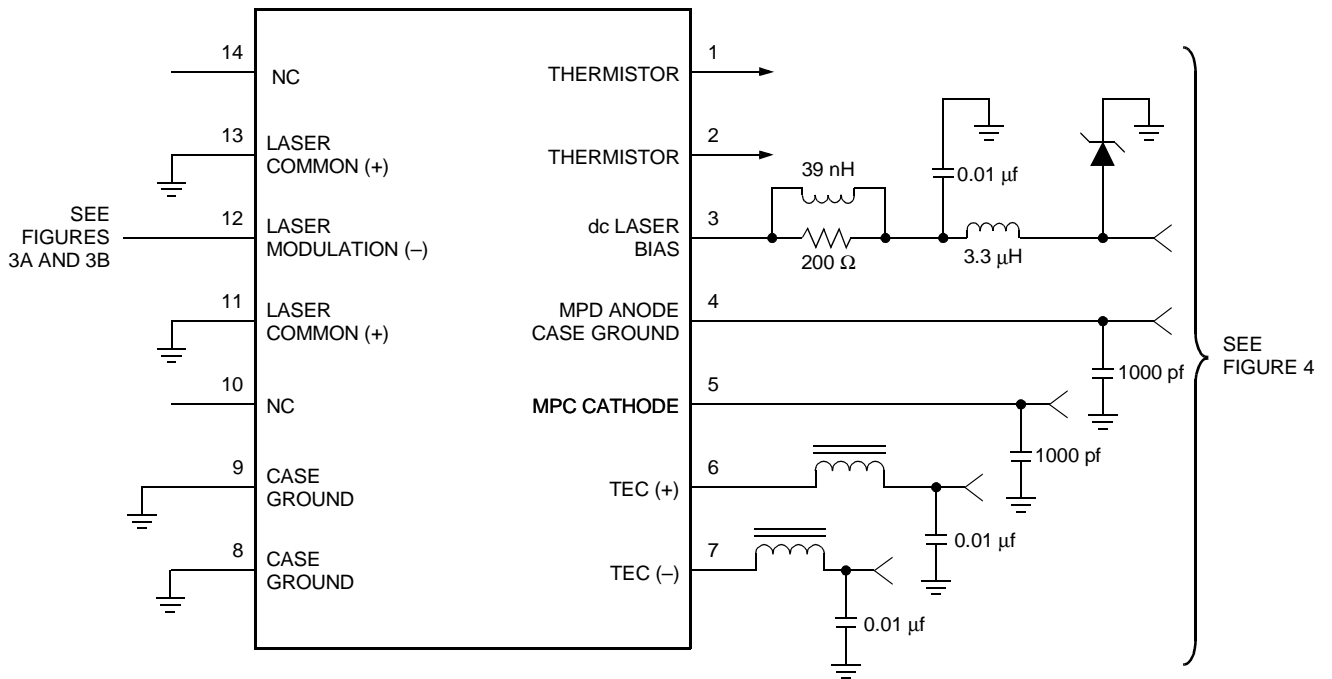 14
NC
13
LASER
COMMON (+)
SEE
FIGURES
3A AND 3B
12
LASER
MODULATION (–)
11
LASER
COMMON (+)
10
NC
9
CASE
GROUND
8
CASE
GROUND
1
THERMISTOR
2
THERMISTOR
3
dc LASER
BIAS
39 nH
200 Ω
0.01 µf
3.3 µH
4
MPD ANODE
CASE GROUND
1000 pf
5
MPC CATHODE
1000 pf
6
TEC (+)
0.01 µf
7
TEC (–)
0.01 µf
SEE
FIGURE 4